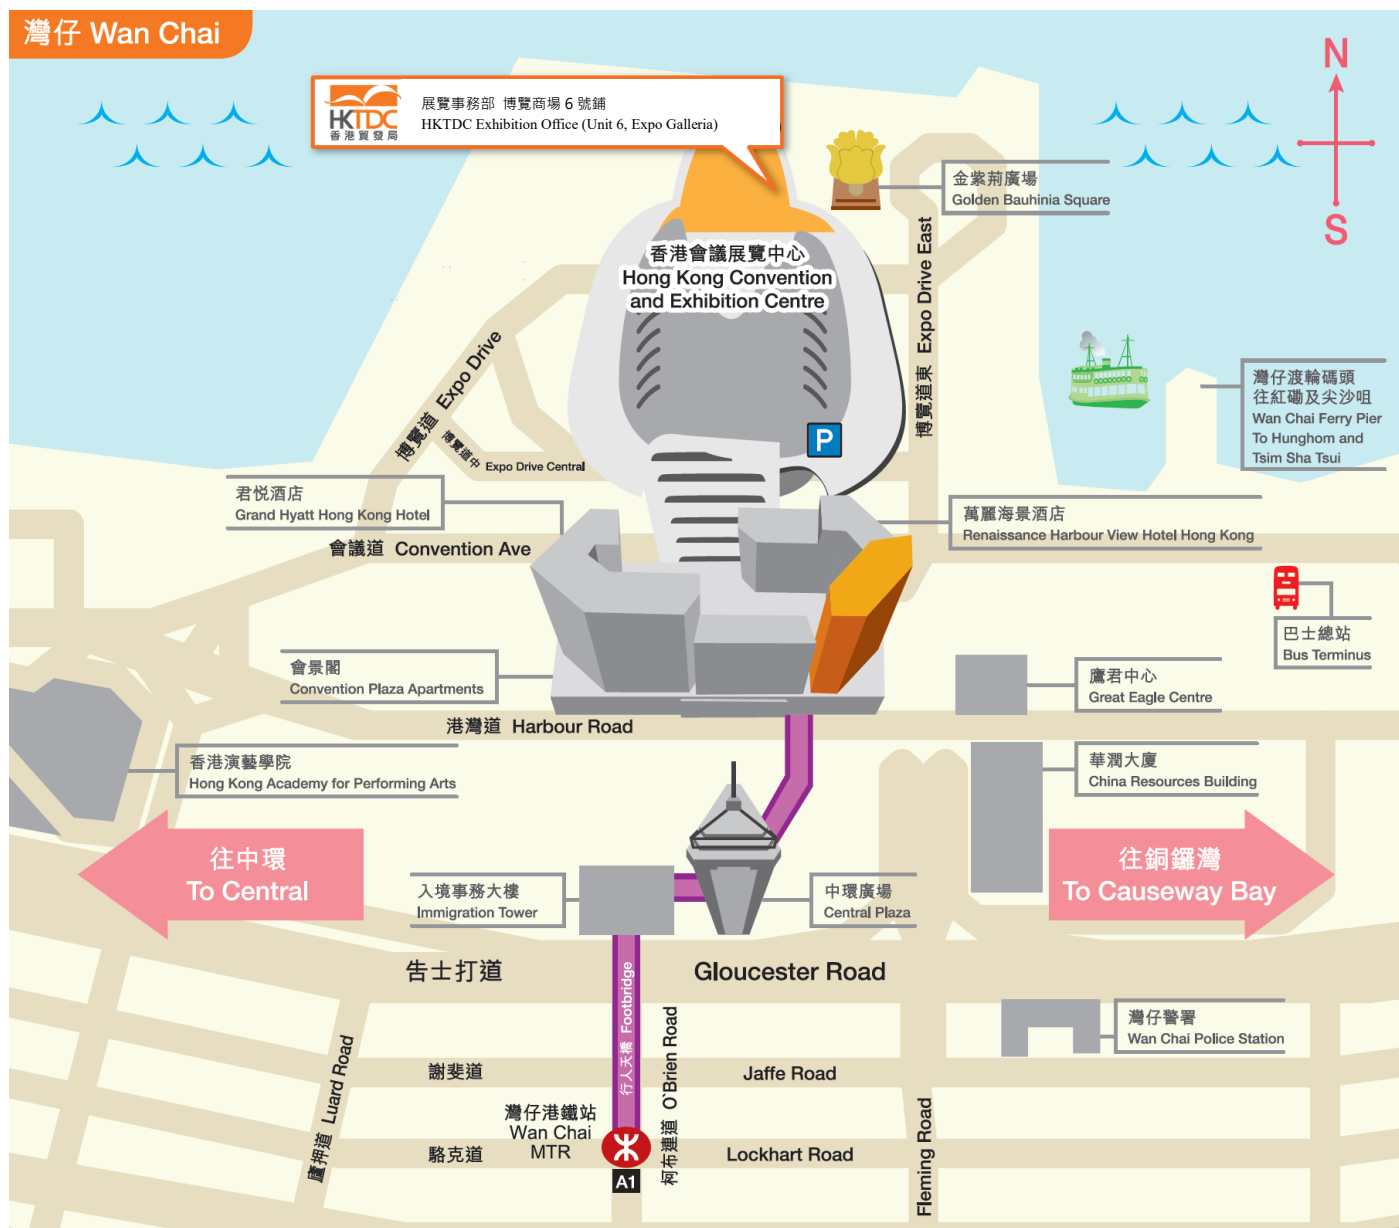 灣仔 Wan Chai
HKTDC
香港貿發局
展覽事務部 博覽商場 6 號鋪
HKTDC Exhibition Office (Unit 6, Expo Galleria)
N
S
金紫荊廣場
Golden Bauhinia Square
香港會議展覽中心
Hong Kong Convention
and Exhibition Centre
博覽道東 Expo Drive East
博覽道 Expo Drive
博覽道中 Expo Drive Central
P
灣仔渡輪碼頭
往紅磡及尖沙咀
Wan Chai Ferry Pier
To Hunghom and
Tsim Sha Tsui
君悅酒店
Grand Hyatt Hong Kong Hotel
萬麗海景酒店
Renaissance Harbour View Hotel Hong Kong
會議道 Convention Ave
巴士總站
Bus Terminus
會景閣
Convention Plaza Apartments
鷹君中心
Great Eagle Centre
港灣道 Harbour Road
香港演藝學院
Hong Kong Academy for Performing Arts
華潤大廈
China Resources Building
往中環
To Central
往銅鑼灣
To Causeway Bay
入境事務大樓
Immigration Tower
中環廣場
Central Plaza
告士打道 Gloucester Road
行人天橋 Footbridge
柯布連道 O'Brien Road
盧押道 Luard Road
灣仔警署
Wan Chai Police Station
謝斐道 Jaffe Road
灣仔港鐵站
Wan Chai
MTR
駱克道 Lockhart Road
A1
Fleming Road